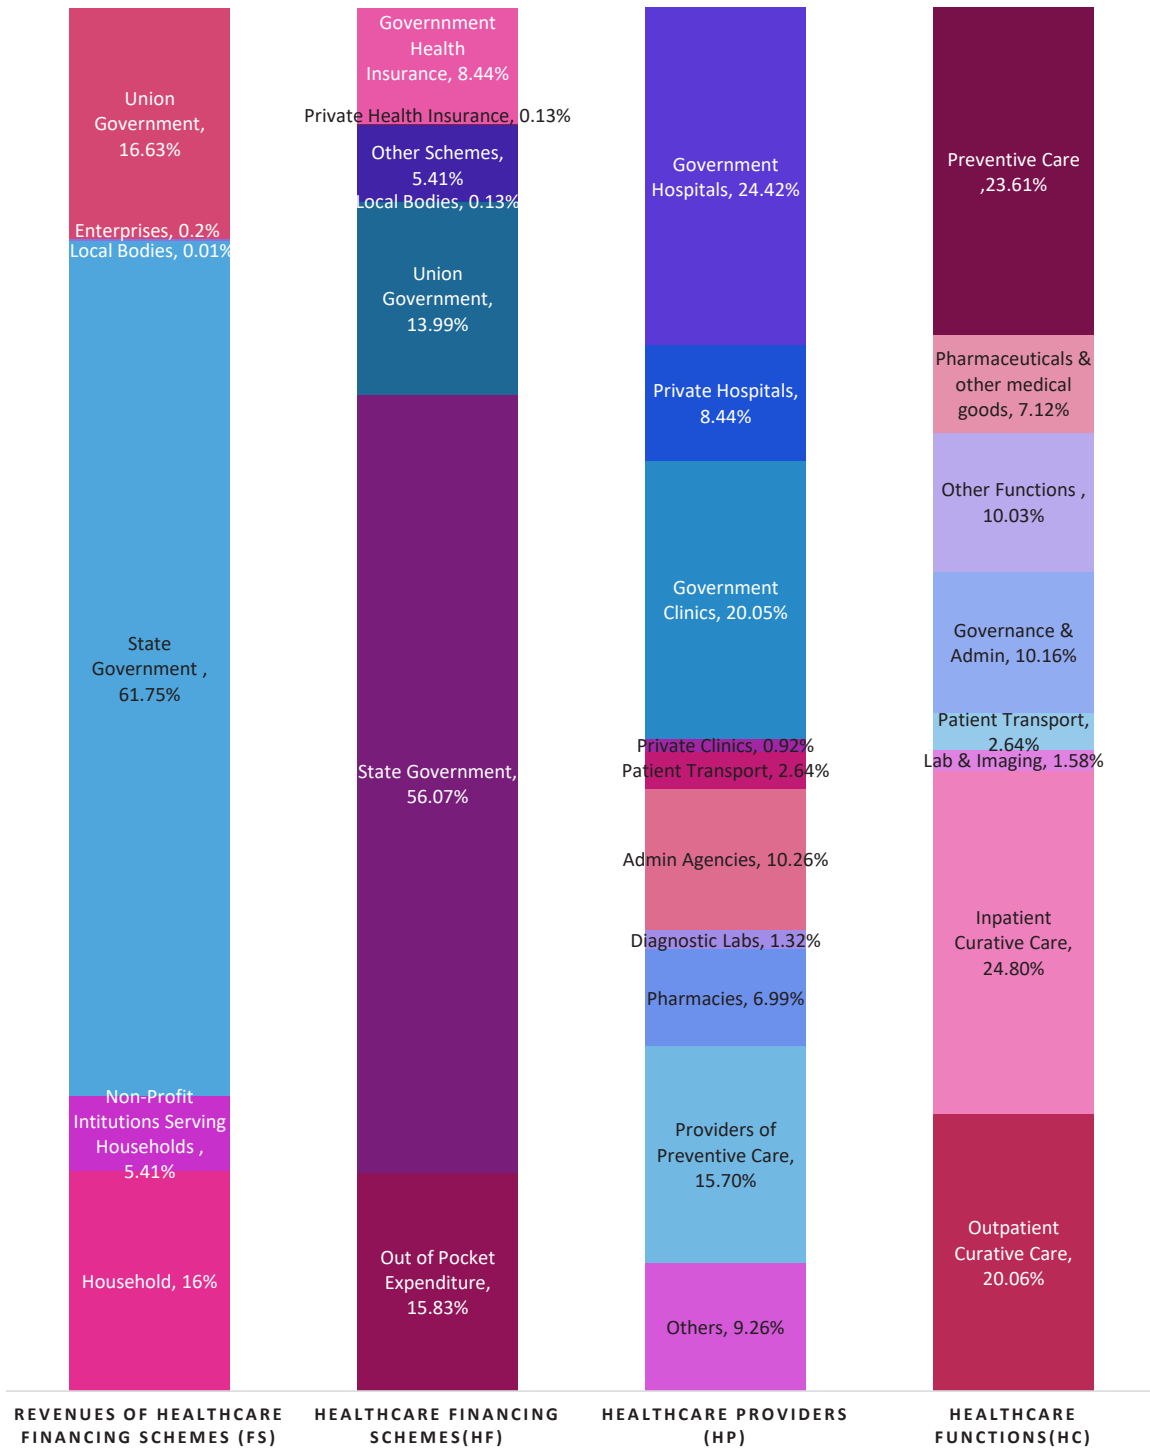 Union
Government,
16.63%
Enterprises, 0.2%
Local Bodies, 0.01%
State
Government ,
61.75%
Non-Profit
Intitutions Serving
Households ,
5.41%
Household, 16%
REVENUES OF HEALTHCARE
FINANCING SCHEMES (FS)
Governnment
Health
Insurance, 8.44%
Private Health Insurance, 0.13%
Other Schemes,
5.41%
Local Bodies, 0.13%
Union
Government,
13.99%
State Government,
56.07%
Out of Pocket
Expenditure,
15.83%
HEALTHCARE FINANCING
SCHEMES(HF)
Government
Hospitals, 24.42%
Private Hospitals,
8.44%
Government
Clinics, 20.05%
Private Clinics, 0.92%
Patient Transport, 2.64%
Admin Agencies, 10.26%
Diagnostic Labs, 1.32%
Pharmacies, 6.99%
Providers of
Preventive Care,
15.70%
Others, 9.26%
HEALTHCARE PROVIDERS
(HP)
Preventive Care
,23.61%
Pharmaceuticals &
other medical
goods, 7.12%
Other Functions ,
10.03%
Governance &
Admin, 10.16%
Patient Transport,
2.64%
Lab & Imaging, 1.58%
Inpatient
Curative Care,
24.80%
Outpatient
Curative Care,
20.06%
HEALTHCARE
FUNCTIONS(HC)